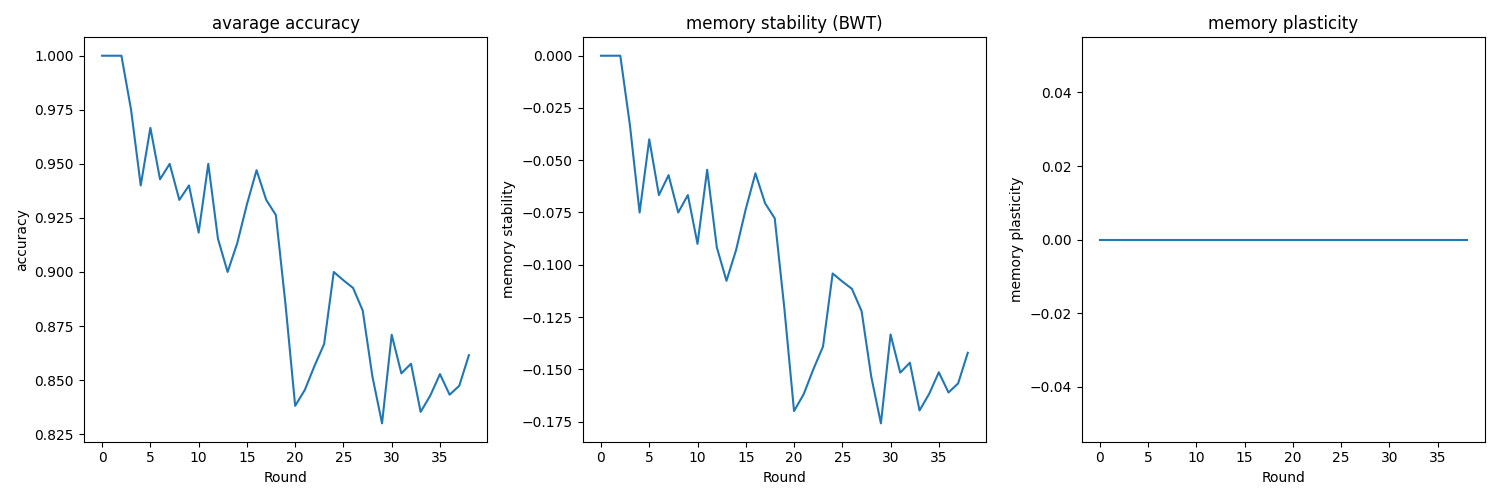 avarage accuracy
1.000
0.975
0.950
0.925
0.900
0.875
0.850
0.825
accuracy
0 5 10 15 20 25 30 35
Round
memory stability (BWT)
0.000
−0.025
−0.050
−0.075
−0.100
−0.125
−0.150
−0.175
memory stability
0 5 10 15 20 25 30 35
Round
memory plasticity
0.04
0.02
0.00
−0.02
−0.04
memory plasticity
0 5 10 15 20 25 30 35
Round